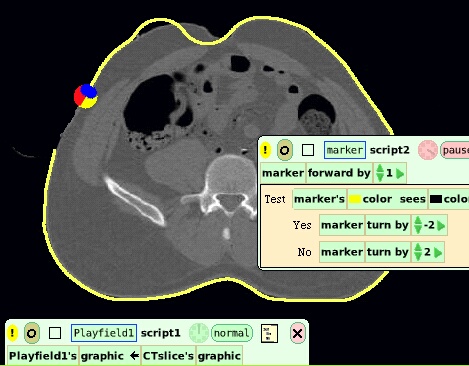 ! marker script2 pause
marker forward by 1
Test marker's color sees color
Yes marker turn by -2
No marker turn by 2
! Playfield1 script1 normal
Playfield1's graphic ← CTslice's graphic